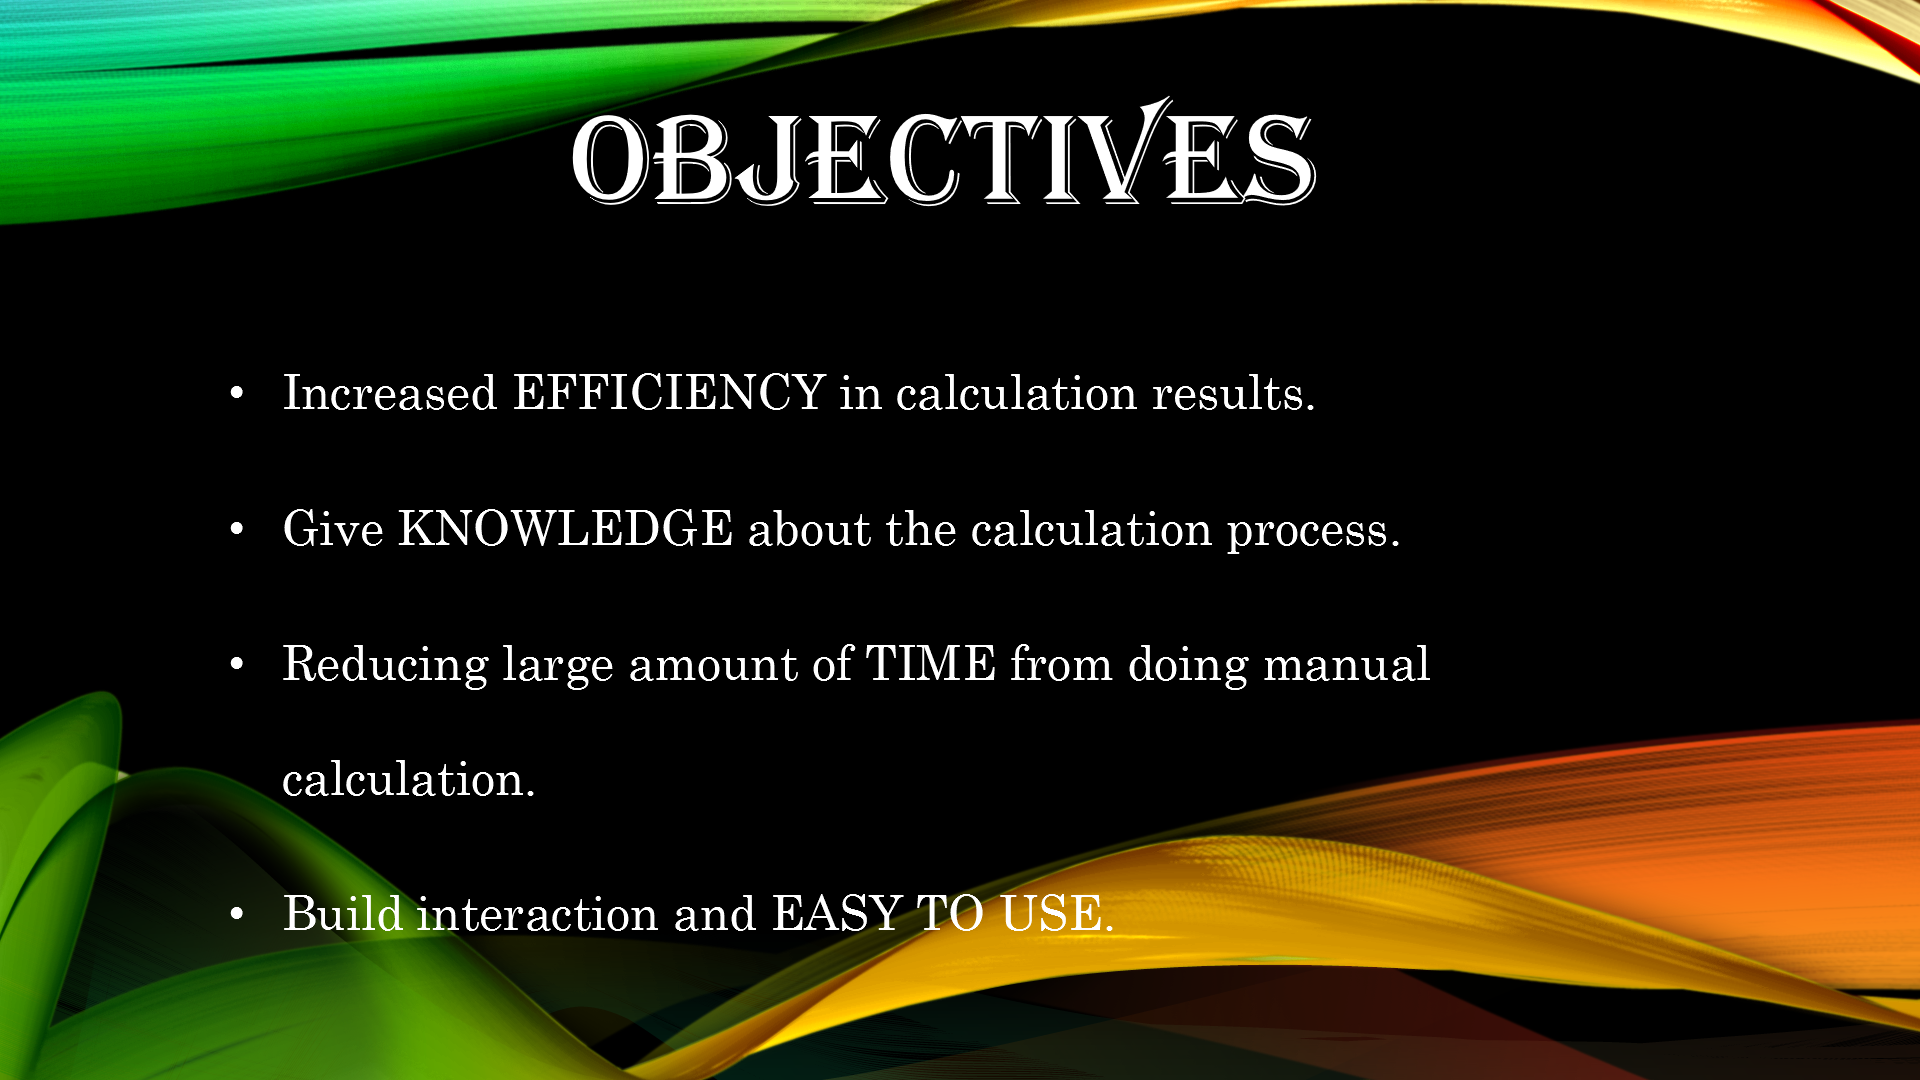 OBJECTIVES
• Increased EFFICIENCY in calculation results.
• Give KNOWLEDGE about the calculation process.
• Reducing large amount of TIME from doing manual
calculation.
• Build interaction and EASY TO USE.